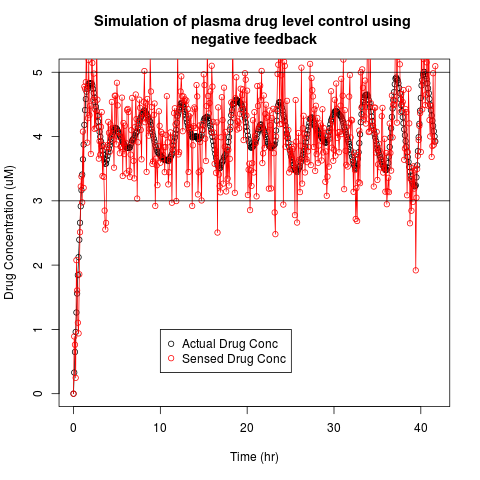 Simulation of plasma drug level control using
negative feedback
Drug Concentration (uM)
5
4
3
2
1
0
Actual Drug Conc
Sensed Drug Conc
0 10 20 30 40
Time (hr)